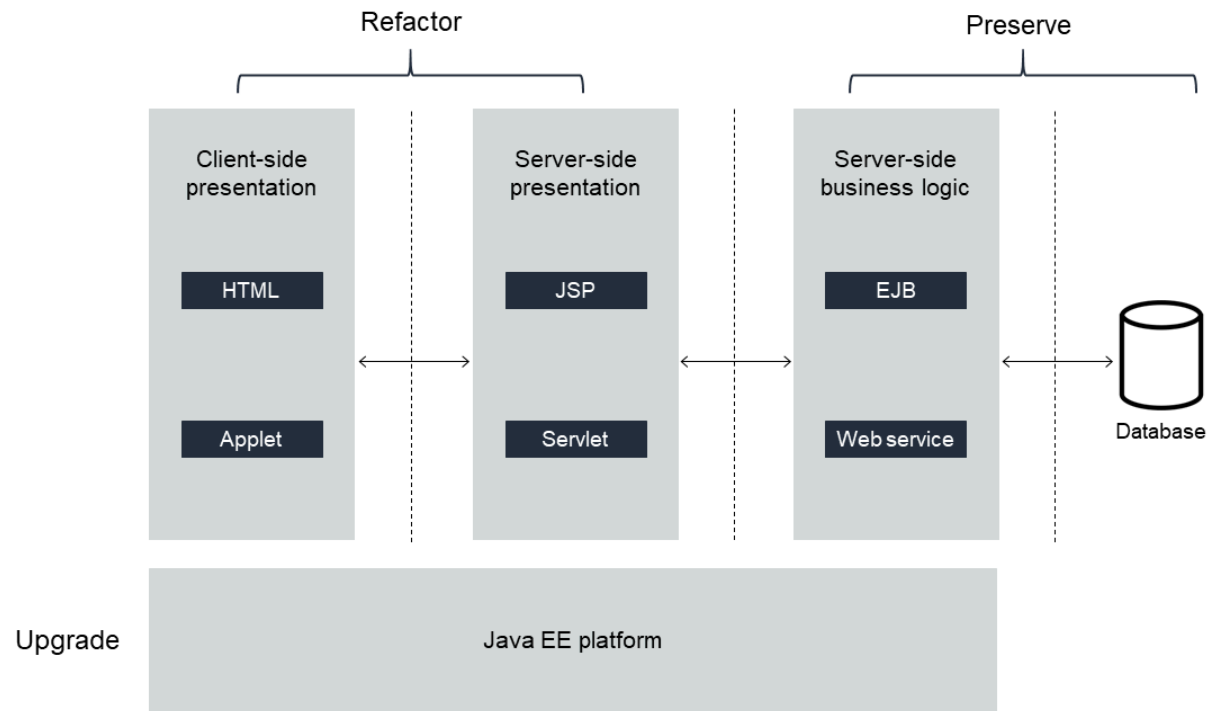 Refactor
Preserve
Client-side
presentation
Server-side
presentation
Server-side
business logic
HTML
JSP
EJB
Applet
Servlet
Web service
Database
Upgrade
Java EE platform